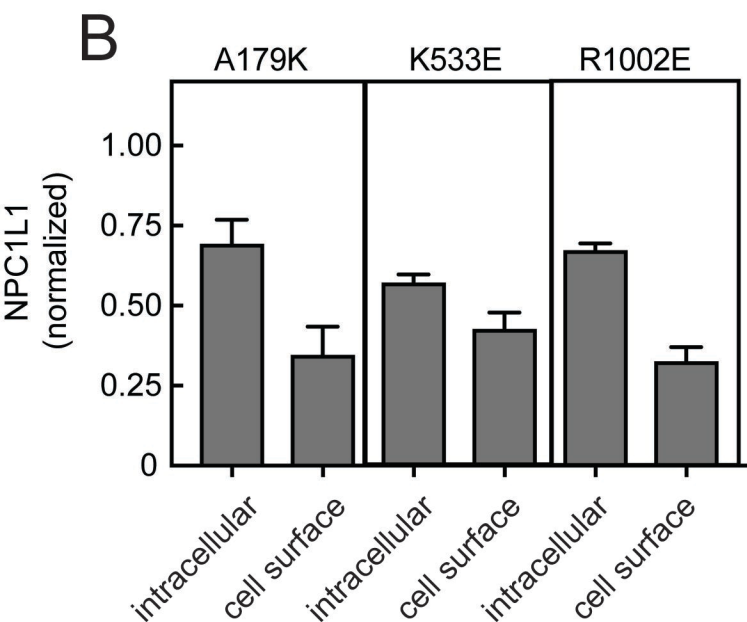 B
A179K K533E R1002E
NPC1L1
(normalized)
1.00
0.75
0.50
0.25
0
intracellular
cell surface
intracellular
cell surface
intracellular
cell surface